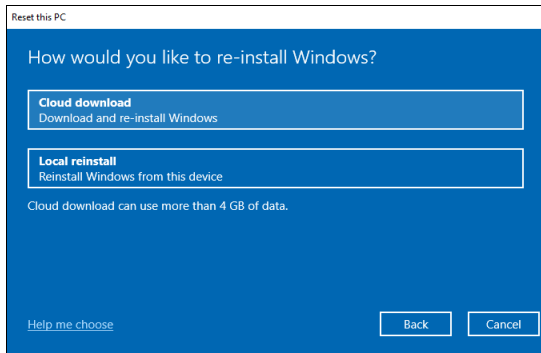 Reset this PC
How would you like to re-install Windows?
Cloud download
Download and re-install Windows
Local reinstall
Reinstall Windows from this device
Cloud download can use more than 4 GB of data.
Help me choose
Back
Cancel